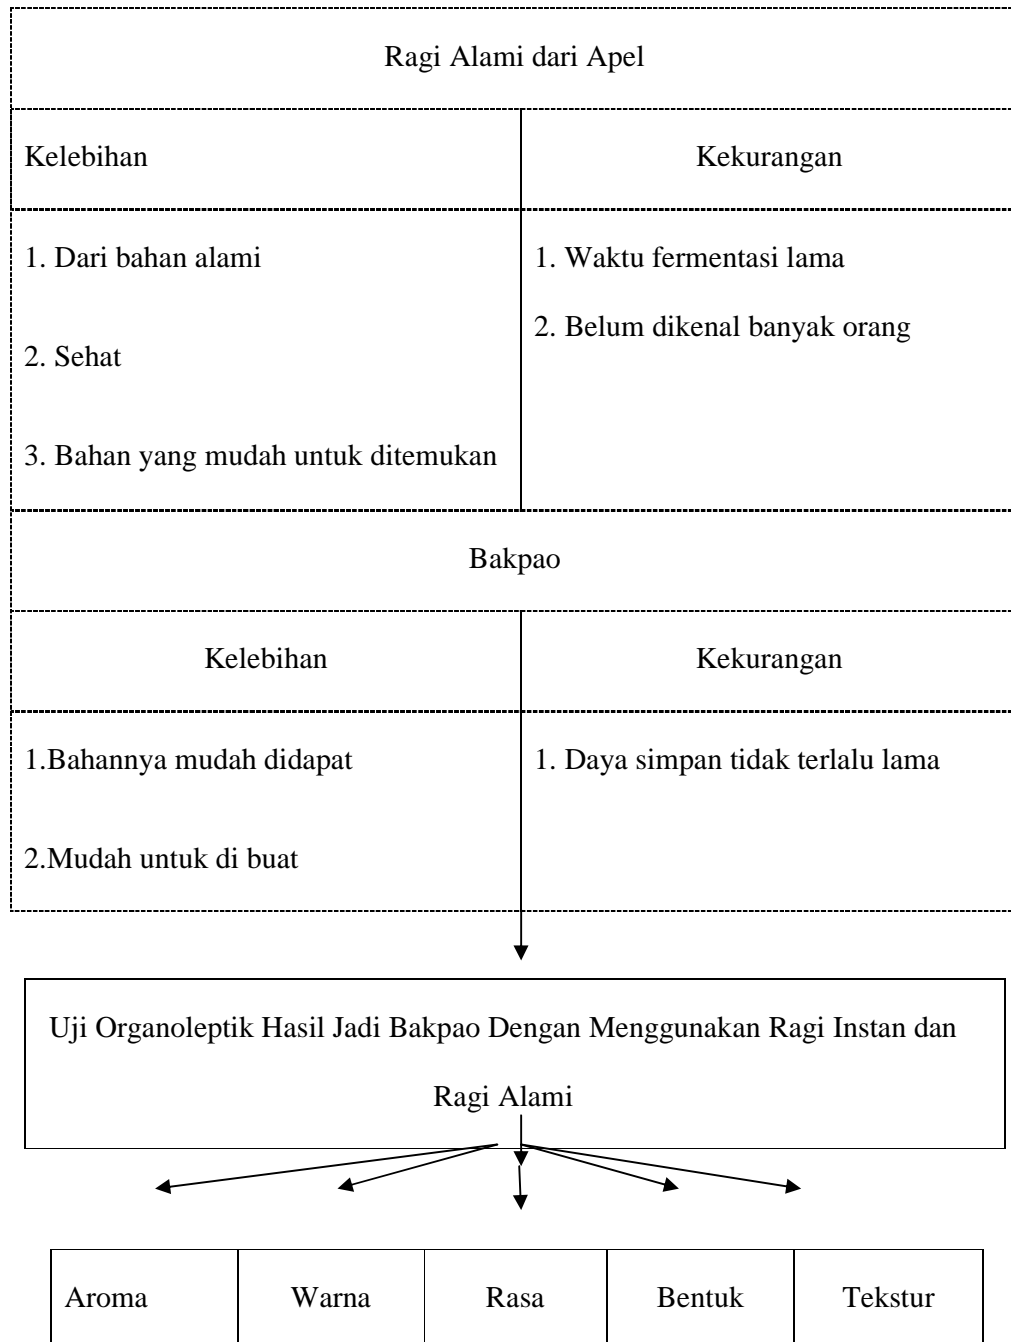 Ragi Alami dari Apel
Kelebihan
Kekurangan
1. Dari bahan alami
2. Sehat
3. Bahan yang mudah untuk ditemukan
1. Waktu fermentasi lama
2. Belum dikenal banyak orang
Bakpao
Kelebihan
Kekurangan
1.Bahannya mudah didapat
2.Mudah untuk di buat
1. Daya simpan tidak terlalu lama
Uji Organoleptik Hasil Jadi Bakpao Dengan Menggunakan Ragi Instan dan
Ragi Alami
Aroma
Warna
Rasa
Bentuk
Tekstur